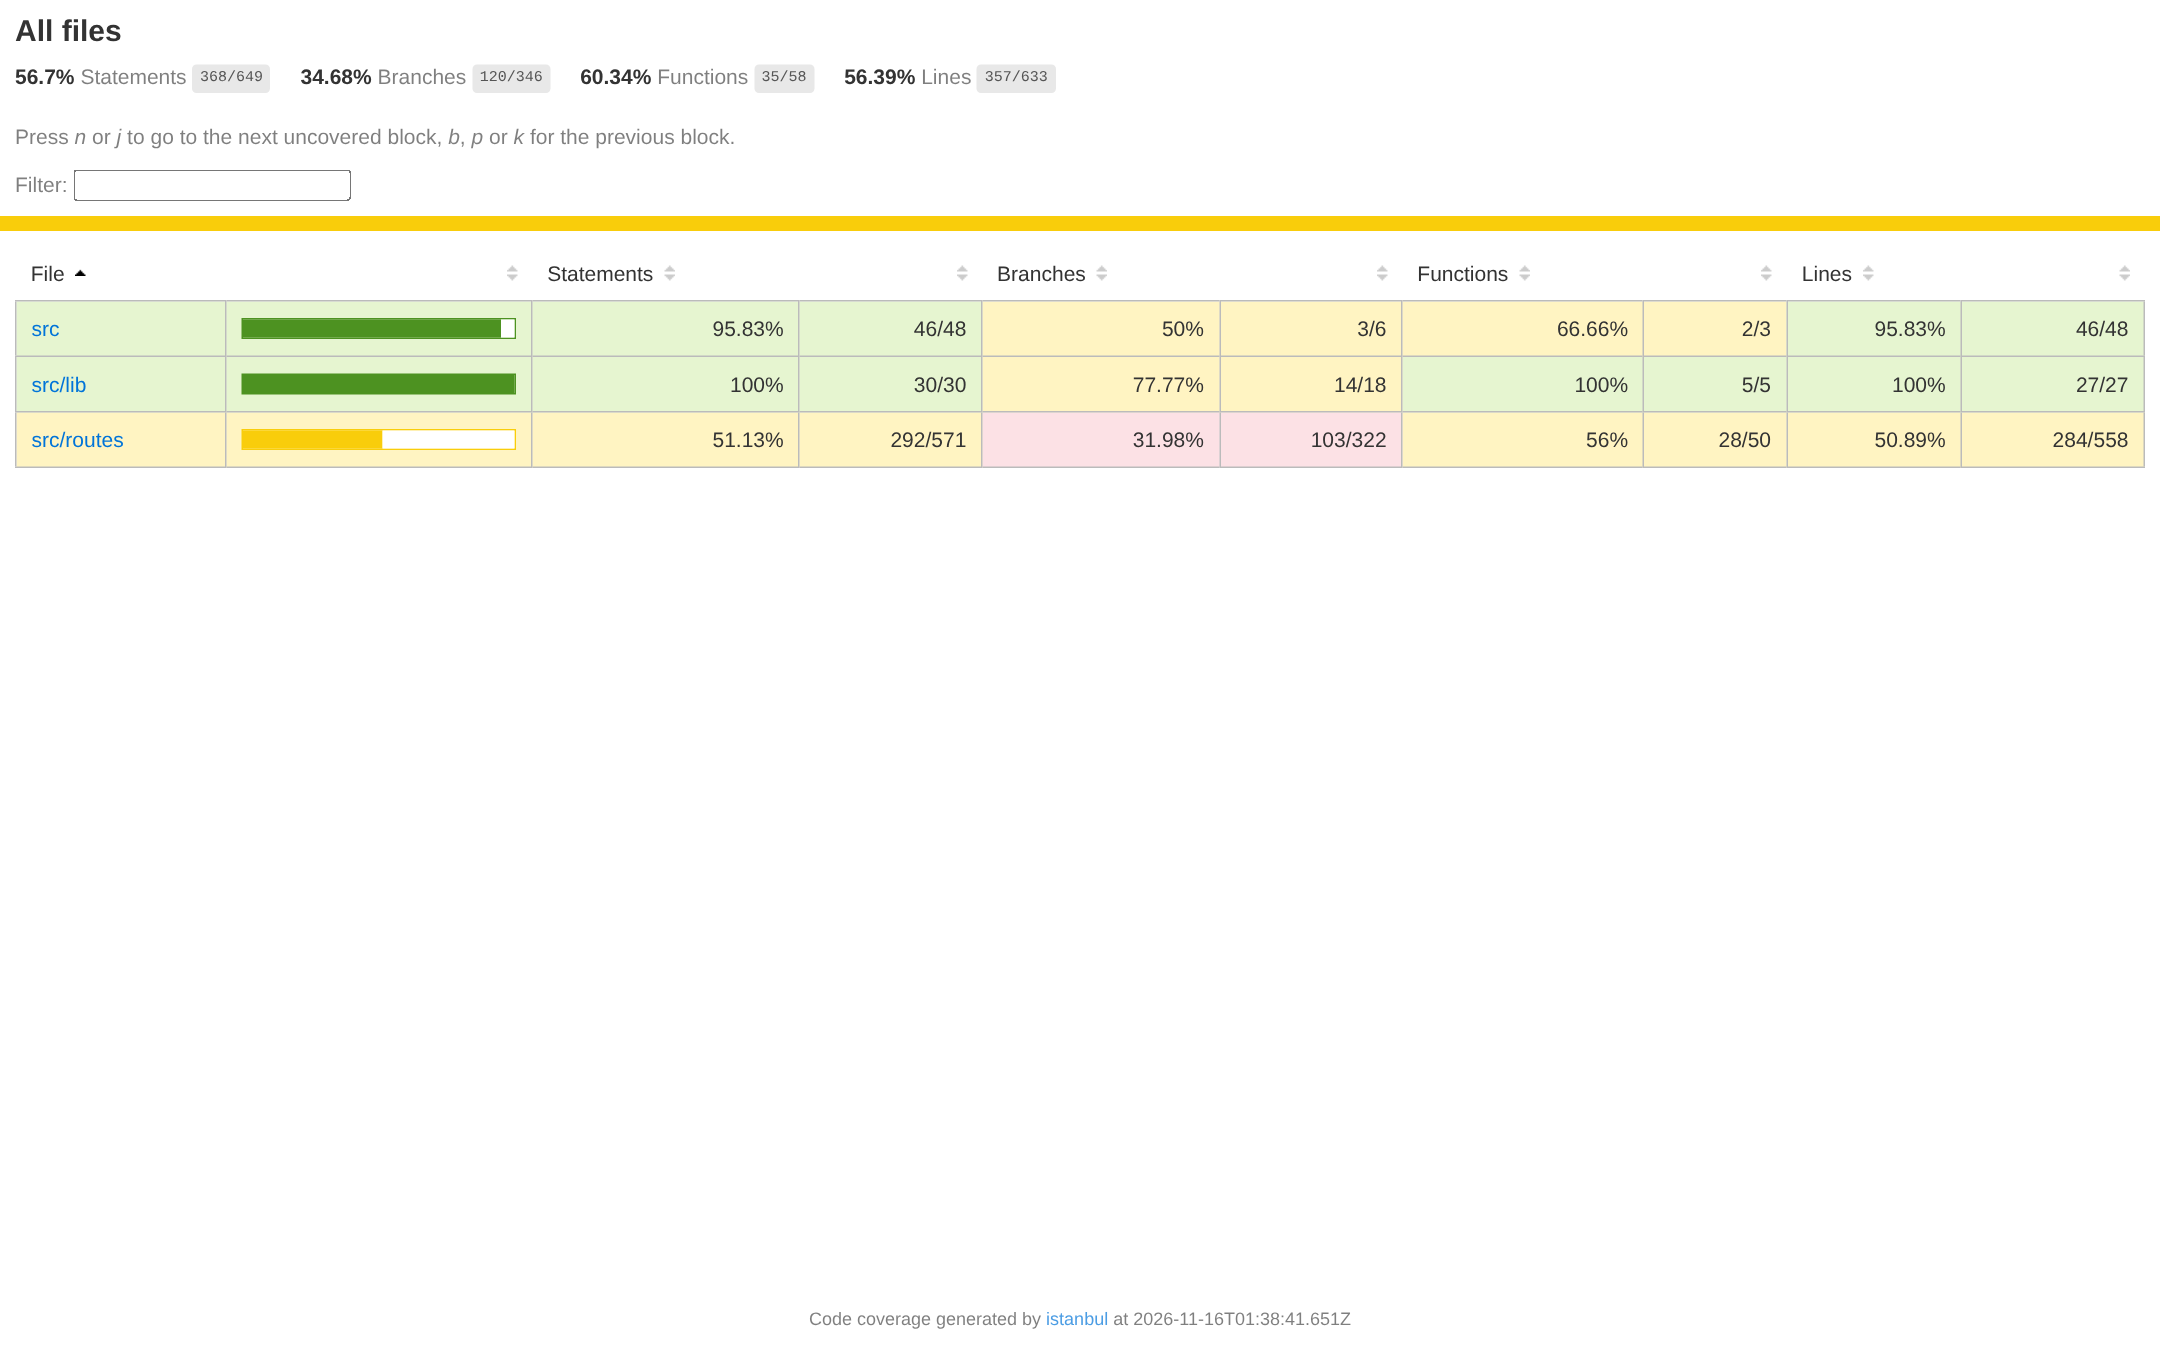 All files
56.7% Statements 368/649 34.68% Branches 120/346 60.34% Functions 35/58 56.39% Lines 357/633
Press n or j to go to the next uncovered block, b, p or k for the previous block.
Filter:
File Statements Branches Functions Lines
src 95.83% 46/48 50% 3/6 66.66% 2/3 95.83% 46/48
src/lib 100% 30/30 77.77% 14/18 100% 5/5 100% 27/27
src/routes 51.13% 292/571 31.98% 103/322 56% 28/50 50.89% 284/558
Code coverage generated by istanbul at 2026-11-16T01:38:41.651Z